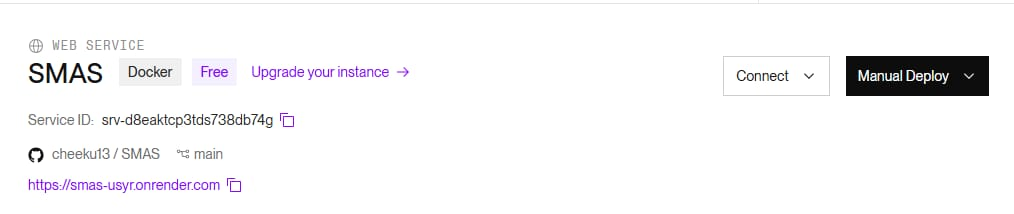 WEB SERVICE
SMAS Docker Free Upgrade your instance →
Connect Manual Deploy
Service ID: srv-d8eaktcp3tds738db74g
cheeku13 / SMAS main
https://smas-usyr.onrender.com